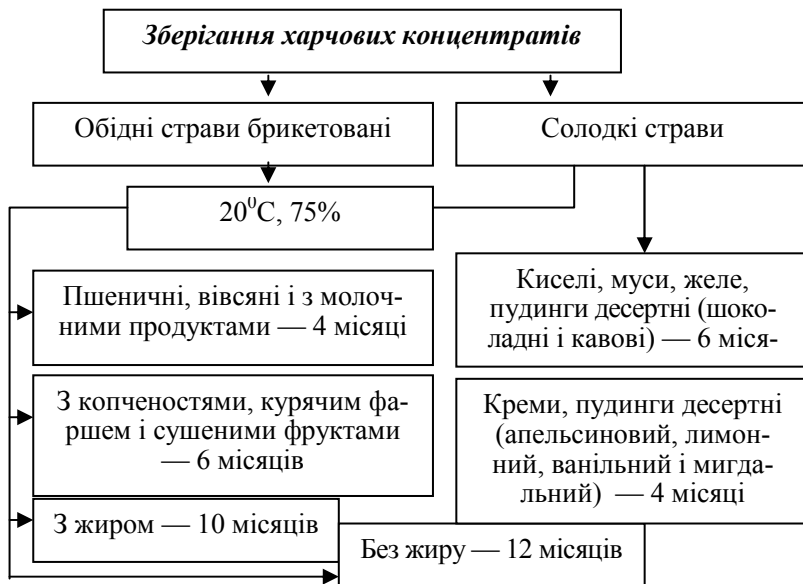 Зберігання харчових концентратів
Обідні страви брикетовані
Солодкі страви
20⁰С, 75%
Пшеничні, вівсяні і з молоч-
ними продуктами — 4 місяці
З копченостями, курячим фа-
ршем і сушеними фруктами
— 6 місяців
З жиром — 10 місяців
Без жиру — 12 місяців
Киселі, муси, желе,
пудинги десертні (шоко-
ладні і кавові) — 6 міся-
Креми, пудинги десертні
(апельсиновий, лимон-
ний, ванільний і мигда-
льний) — 4 місяці